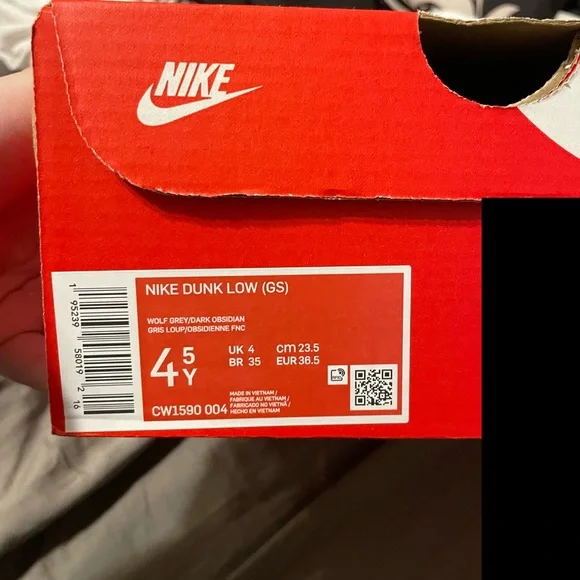 NIKE
NIKE DUNK LOW (GS)
WOLF GREY/DARK OBSIDIAN
GRIS LOUP/OBSIDIENNE FNC
4 5 Y
UK 4 cm 23.5
BR 35 EUR 36.5
MADE IN VIETNAM /
FABRIQUE AU VIETNAM /
FABRICADO NO VIETNÃ /
HECHO EN VIETNAM
CW1590 004
1 95239 58019 2 16